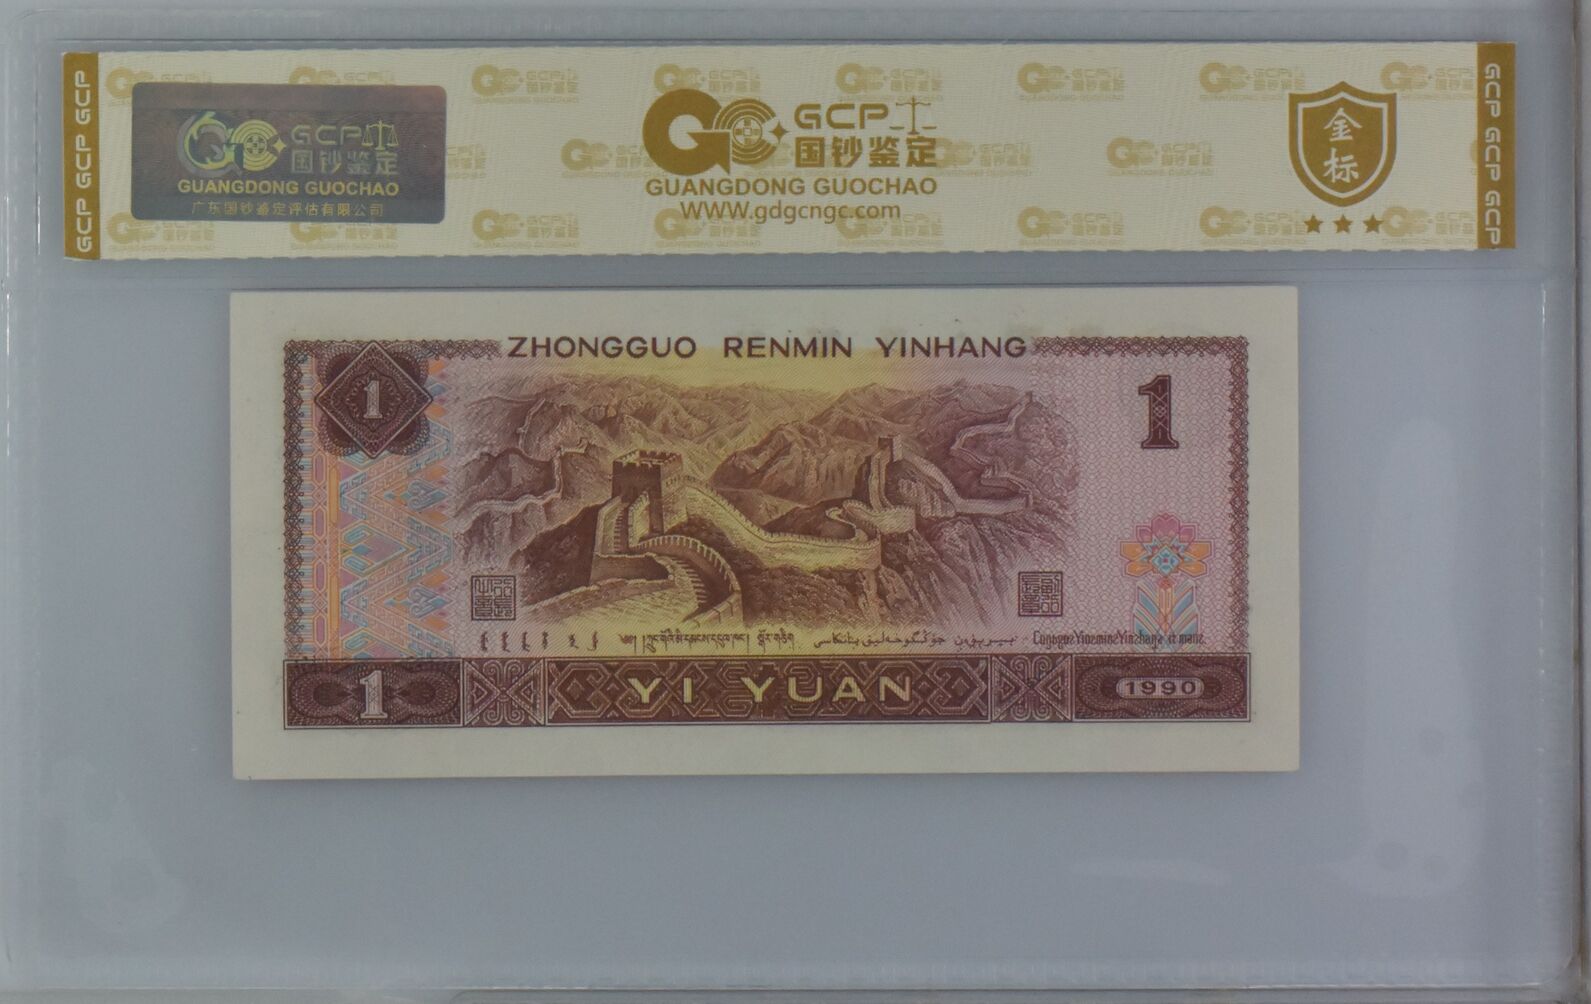 GCP GCP GCP
GCP
国钞鉴定
GUANGDONG GUOCHAO
广东国钞鉴定评估有限公司
GCP
国钞鉴定
GUANGDONG GUOCHAO
WWW.gdgcngc.com
金
标
GCP GCP GCP
ZHONGGUO RENMIN YINHANG
1
1
1
YI YUAN
1990